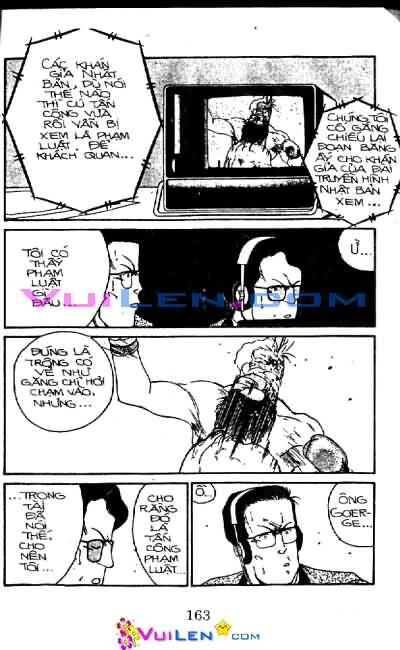 CÁC KHÁN
GIẢ NHẬT
BẢN, DÙ NÓI
THẾ NÀO
THÌ CÚ TẤN
CÔNG VỪA
RỒI VẪN BỊ
XEM LÀ PHẠM
LUẬT. ĐỂ
KHÁCH QUAN...
CHÚNG TÔI
CỐ GẮNG
CHIẾU LẠI
ĐOẠN BĂNG
ẤY CHO KHÁN
GIẢ CỦA ĐÀI
TRUYỀN HÌNH
NHẬT BẢN
XEM...
TÔI CÓ
THẤY
PHẠM
LUẬT
GÌ
ĐÂU...
Ử...
VUILEN.COM
ĐÚNG LÀ
TRÔNG CÓ
VẺ NHƯ
GĂNG CHỈ HƠI
CHẠM VÀO,
NHƯNG...
...TRỌNG
TÀI
ĐÃ
NÓI
THẾ,
CHO
NÊN
TÔI...
CHO
RẰNG
ĐÓ
LÀ
TẤN
CÔNG
PHẠM
LUẬT...
Ồ...
ÔNG
GOER-
GE...
163
VUILEN.COM